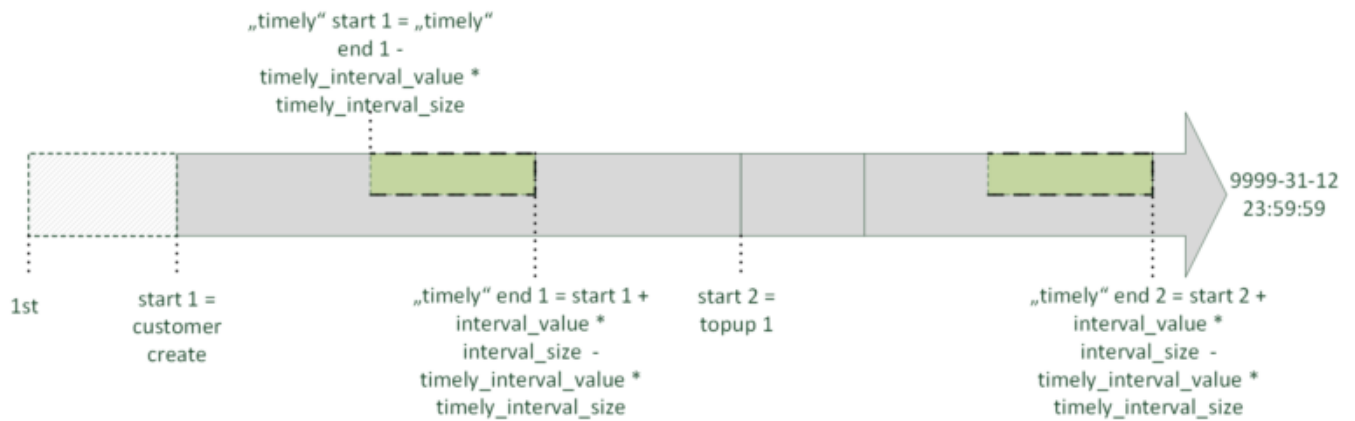 „timely“ start 1 = „timely“
end 1 -
timely_interval_value *
timely_interval_size
9999-31-12
23:59:59
1st
start 1 =
customer
create
„timely“ end 1 = start 1 +
interval_value *
interval_size -
timely_interval_value *
timely_interval_size
start 2 =
topup 1
„timely“ end 2 = start 2 +
interval_value *
interval_size -
timely_interval_value *
timely_interval_size